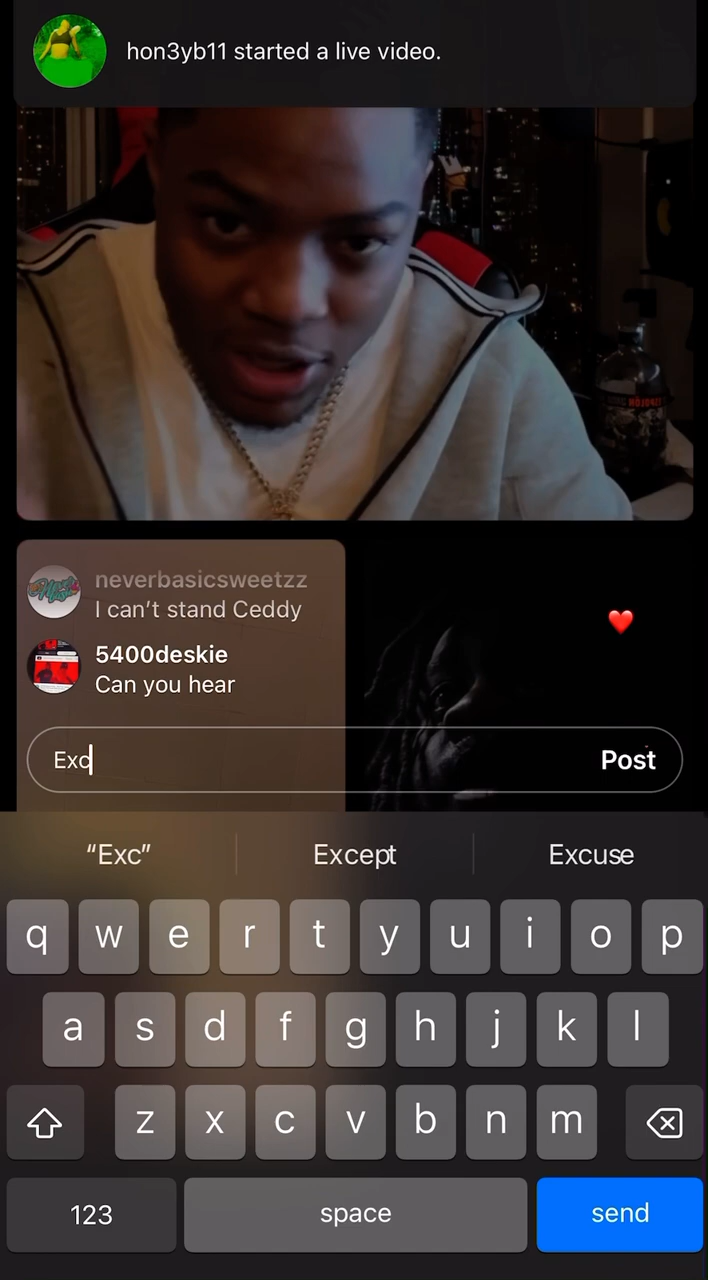 hon3yb11 started a live video.
neverbasicsweetzz
I can't stand Ceddy
5400deskie
Can you hear
Exc
Post
“Exc”
Except
Excuse
q w e r t y u i o p
a s d f g h j k l
z x c v b n m
123
space
send